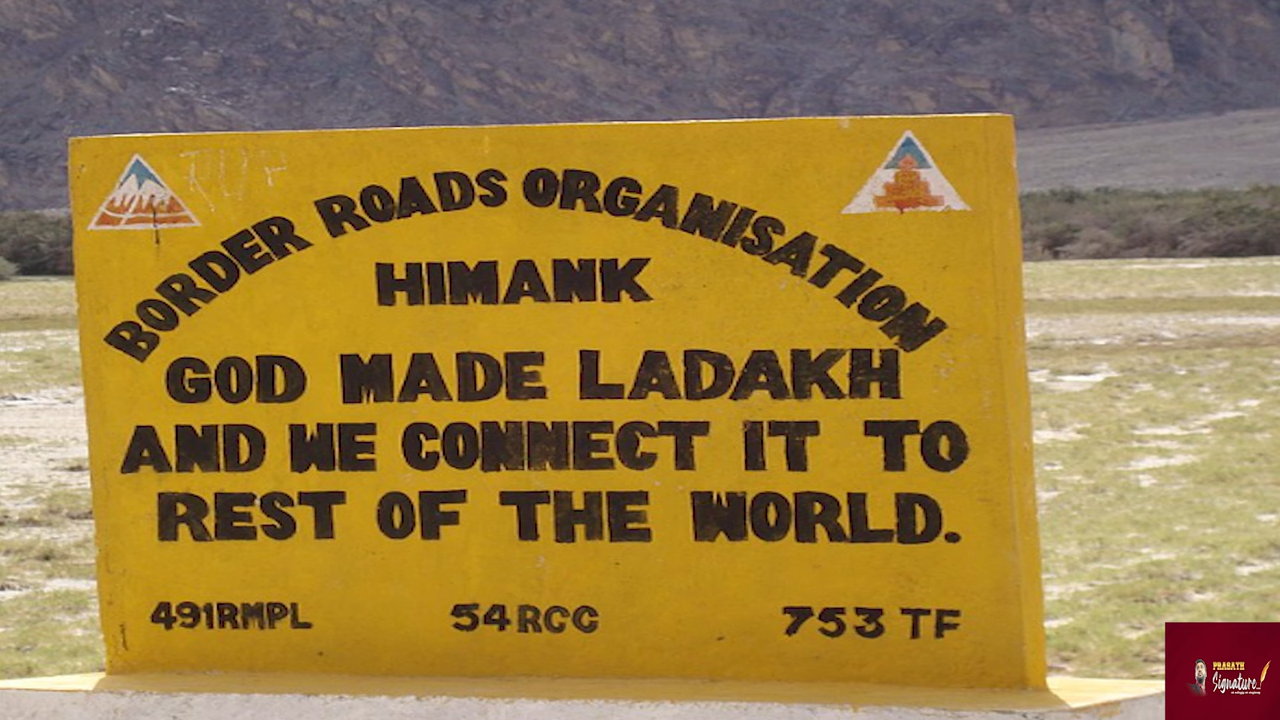 BORDER ROADS ORGANISATION
HIMANK
GOD MADE LADAKH
AND WE CONNECT IT TO
REST OF THE WORLD.
491RMPL 54RCC 753 TF
PRASATH
Signature..!